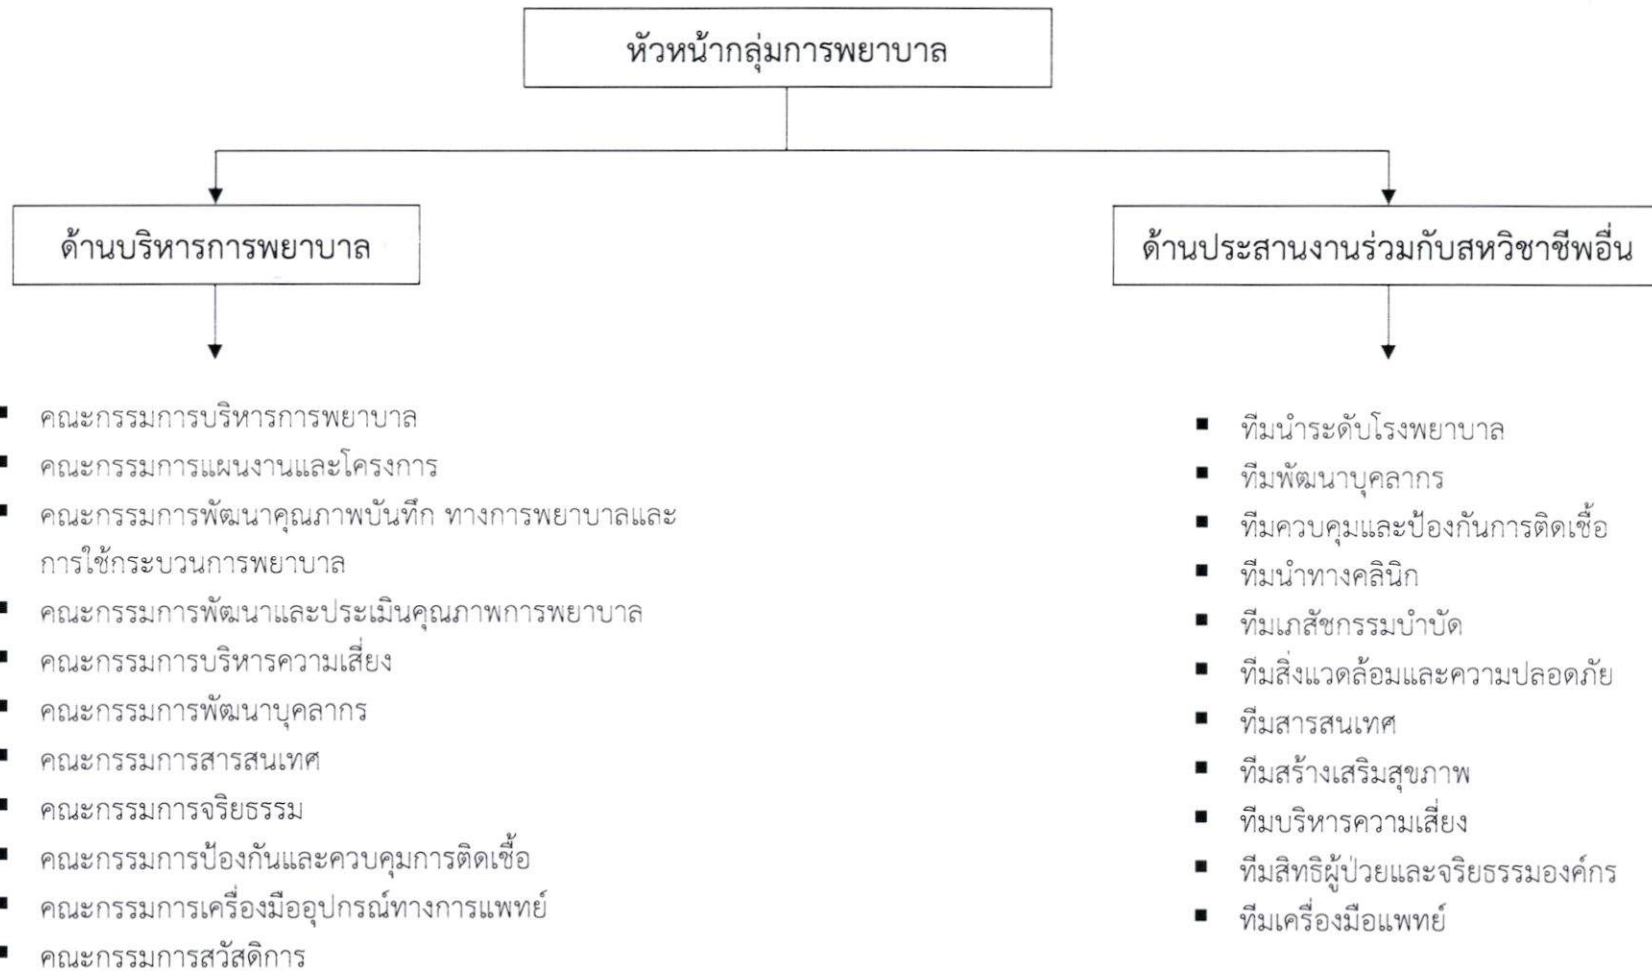 หัวหน้ากลุ่มการพยาบาล
ด้านบริหารการพยาบาล
ด้านประสานงานร่วมกับสหวิชาชีพอื่น
▪ คณะกรรมการบริหารการพยาบาล
▪ คณะกรรมการแผนงานและโครงการ
▪ คณะกรรมการพัฒนาคุณภาพบันทึก ทางการพยาบาลและ
การใช้กระบวนการพยาบาล
▪ คณะกรรมการพัฒนาและประเมินคุณภาพการพยาบาล
▪ คณะกรรมการบริหารความเสี่ยง
▪ คณะกรรมการพัฒนาบุคลากร
▪ คณะกรรมการสารสนเทศ
▪ คณะกรรมการจริยธรรม
▪ คณะกรรมการป้องกันและควบคุมการติดเชื้อ
▪ คณะกรรมการเครื่องมืออุปกรณ์ทางการแพทย์
▪ คณะกรรมการสวัสดิการ
▪ ทีมนำระดับโรงพยาบาล
▪ ทีมพัฒนาบุคลากร
▪ ทีมควบคุมและป้องกันการติดเชื้อ
▪ ทีมนำทางคลินิก
▪ ทีมเภสัชกรรมบำบัด
▪ ทีมสิ่งแวดล้อมและความปลอดภัย
▪ ทีมสารสนเทศ
▪ ทีมสร้างเสริมสุขภาพ
▪ ทีมบริหารความเสี่ยง
▪ ทีมสิทธิผู้ป่วยและจริยธรรมองค์กร
▪ ทีมเครื่องมือแพทย์